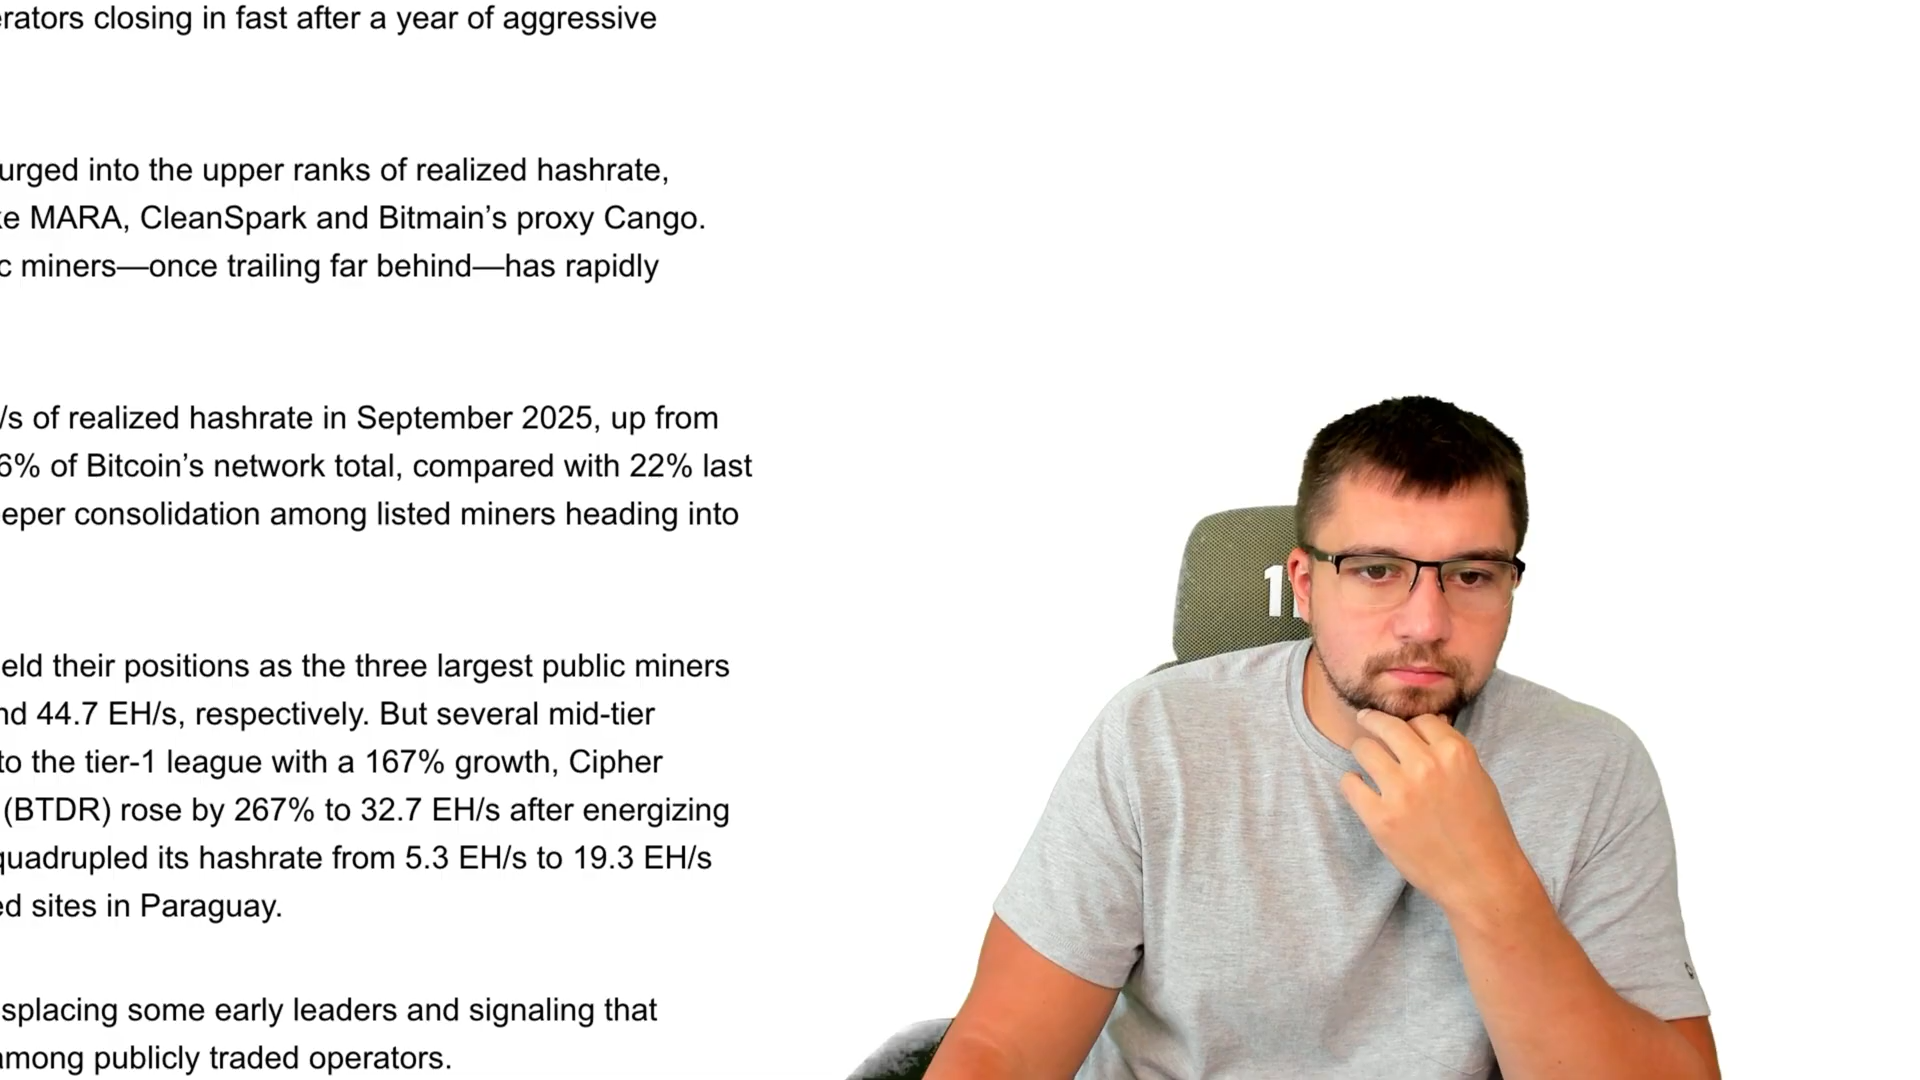 erators closing in fast after a year of aggressive
urged into the upper ranks of realized hashrate,
ke MARA, CleanSpark and Bitmain’s proxy Cango.
c miners—once trailing far behind—has rapidly
/s of realized hashrate in September 2025, up from
6% of Bitcoin’s network total, compared with 22% last
eeper consolidation among listed miners heading into
eld their positions as the three largest public miners
nd 44.7 EH/s, respectively. But several mid-tier
to the tier-1 league with a 167% growth, Cipher
(BTDR) rose by 267% to 32.7 EH/s after energizing
quadrupled its hashrate from 5.3 EH/s to 19.3 EH/s
ed sites in Paraguay.
splacing some early leaders and signaling that
among publicly traded operators.